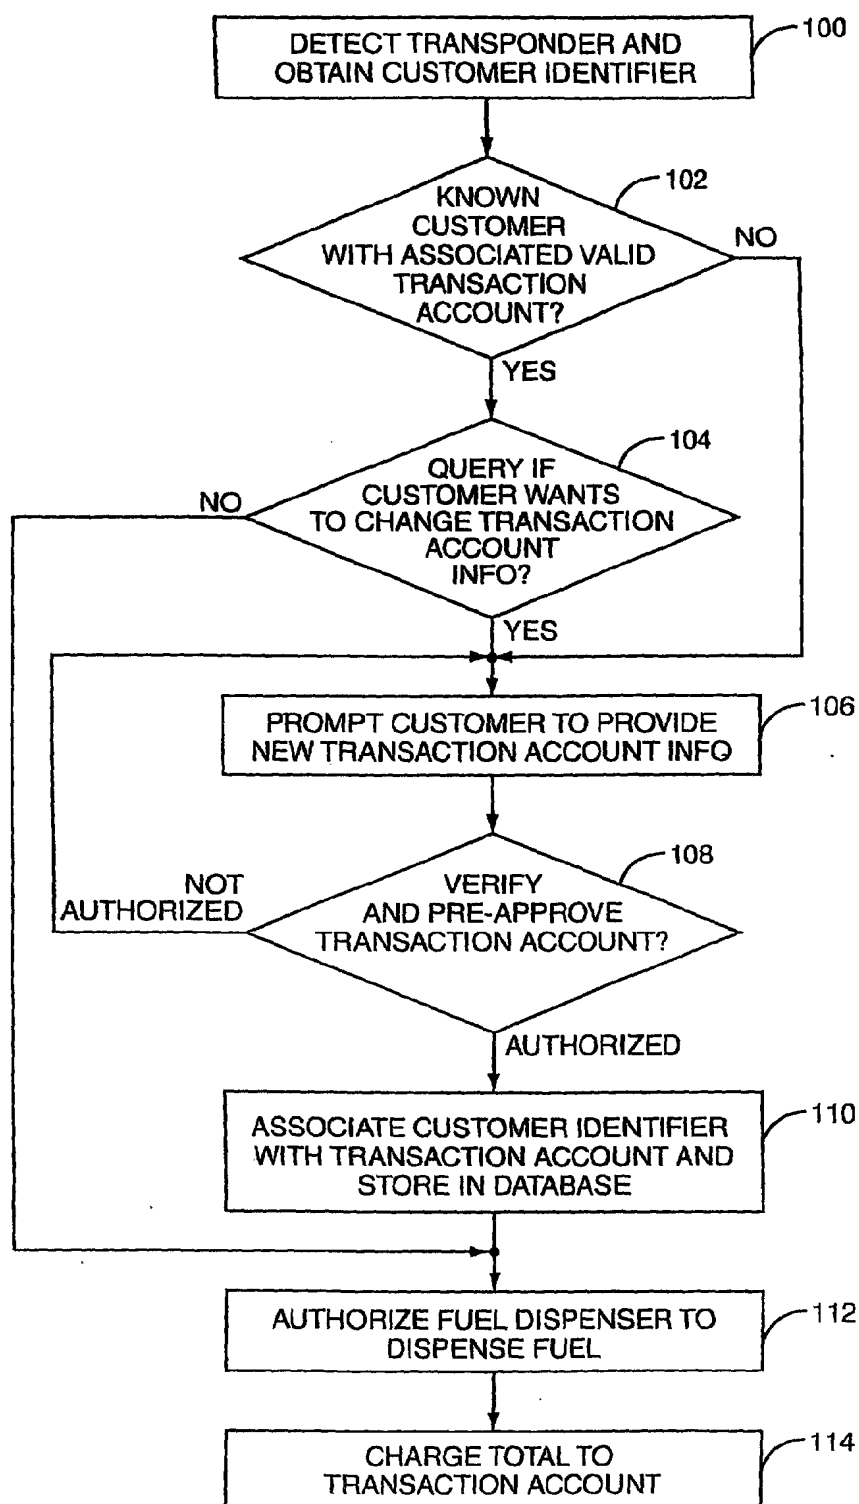 100
DETECT TRANSPONDER AND
OBTAIN CUSTOMER IDENTIFIER
102
KNOWN
CUSTOMER
WITH ASSOCIATED VALID
TRANSACTION
ACCOUNT?
NO
YES
104
QUERY IF
CUSTOMER WANTS
TO CHANGE TRANSACTION
ACCOUNT
INFO?
NO
YES
106
PROMPT CUSTOMER TO PROVIDE
NEW TRANSACTION ACCOUNT INFO
108
VERIFY
AND PRE-APPROVE
TRANSACTION ACCOUNT?
NOT
AUTHORIZED
AUTHORIZED
110
ASSOCIATE CUSTOMER IDENTIFIER
WITH TRANSACTION ACCOUNT AND
STORE IN DATABASE
112
AUTHORIZE FUEL DISPENSER TO
DISPENSE FUEL
114
CHARGE TOTAL TO
TRANSACTION ACCOUNT